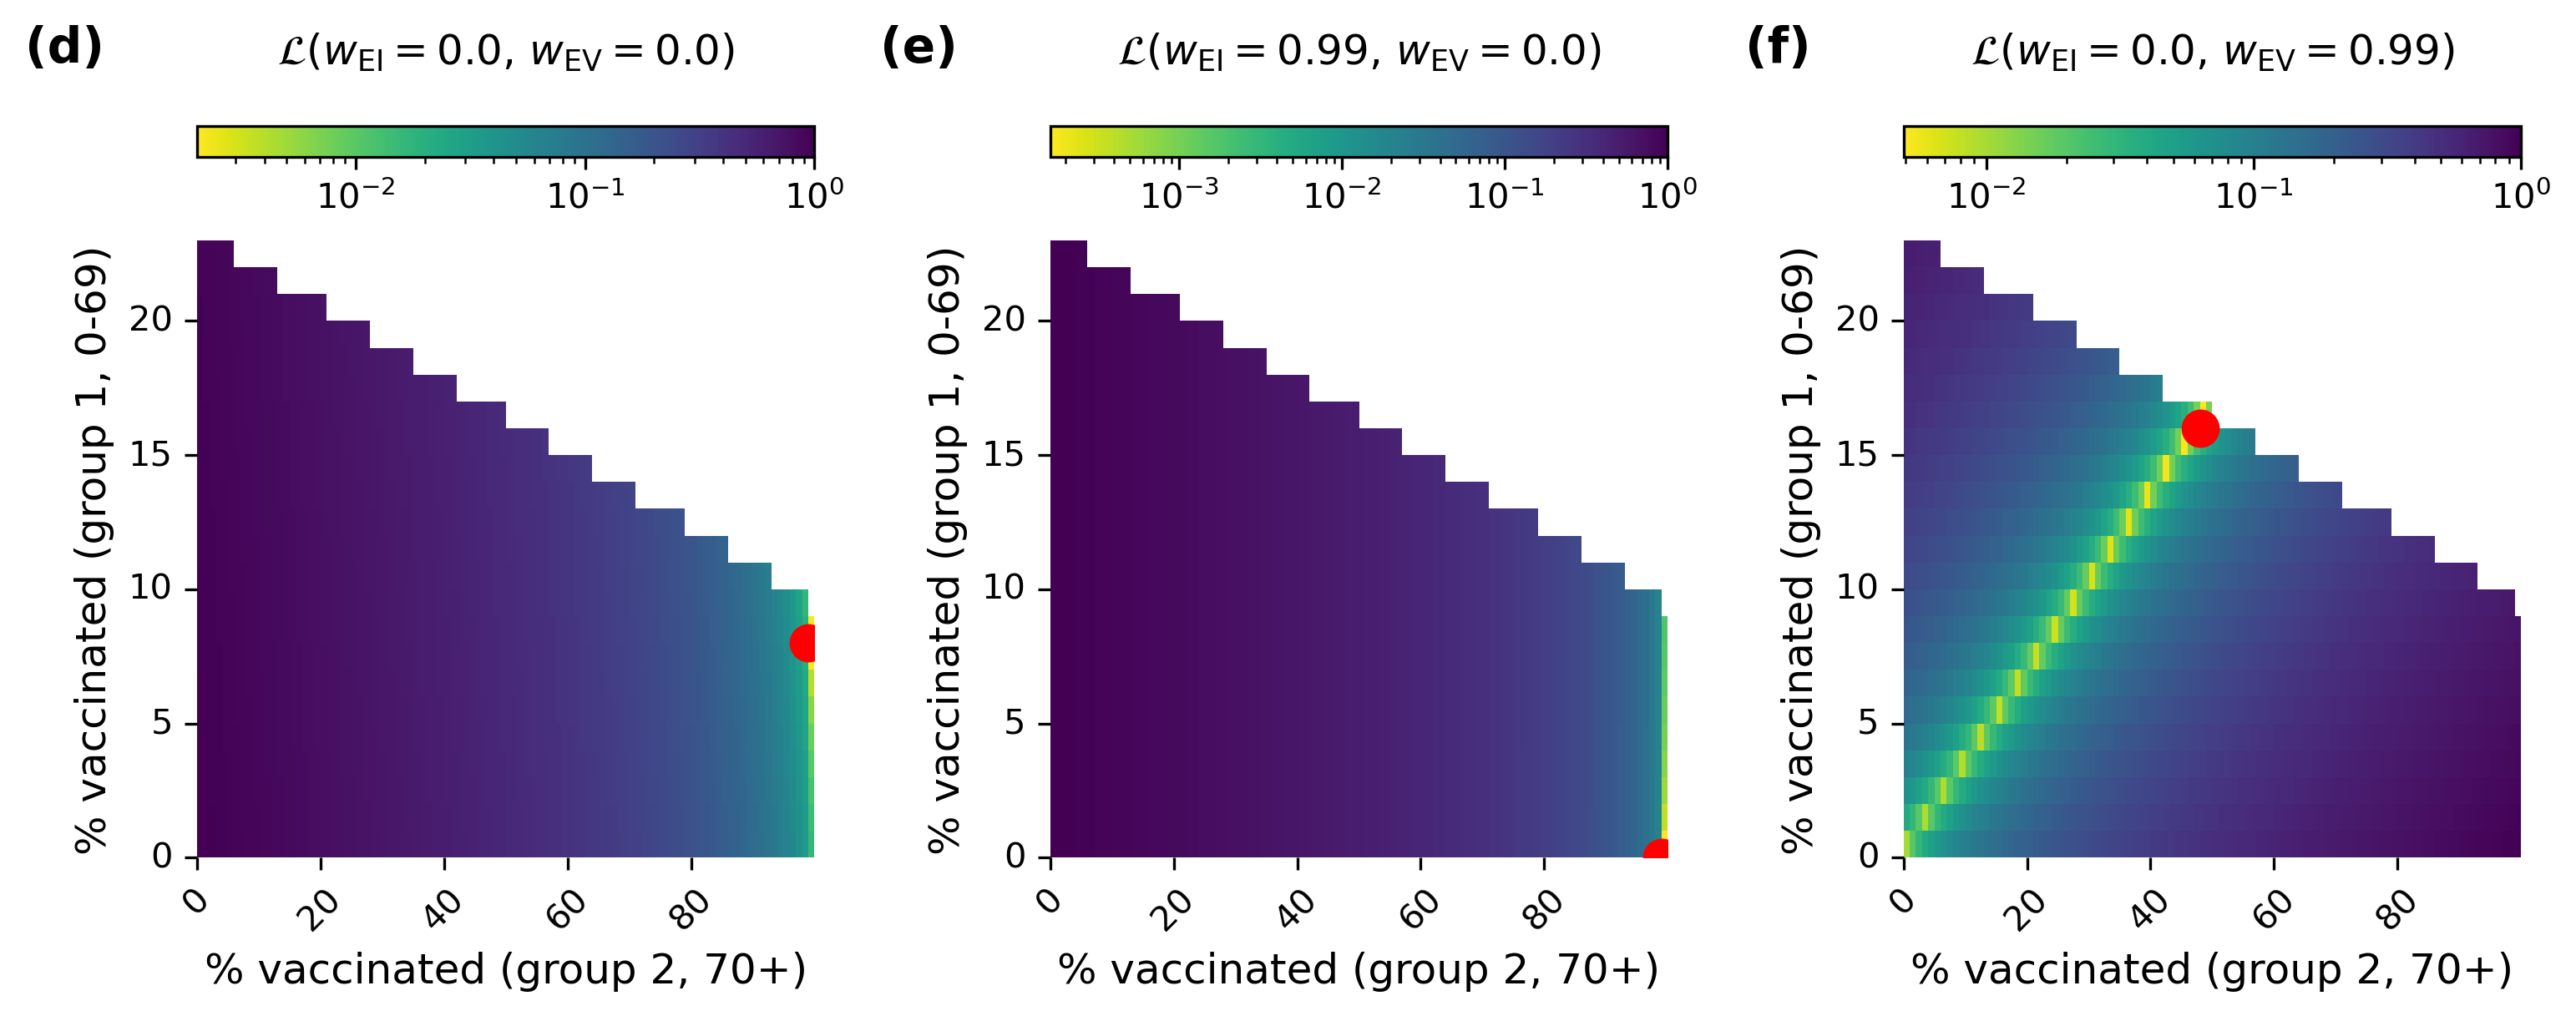 (d) ℒ(w_EI = 0.0, w_EV = 0.0)
10^−2 10^−1 10^0
% vaccinated (group 1, 0-69)
20
15
10
5
0
0 20 40 60 80
% vaccinated (group 2, 70+)
(e) ℒ(w_EI = 0.99, w_EV = 0.0)
10^−3 10^−2 10^−1 10^0
% vaccinated (group 1, 0-69)
20
15
10
5
0
0 20 40 60 80
% vaccinated (group 2, 70+)
(f) ℒ(w_EI = 0.0, w_EV = 0.99)
10^−2 10^−1 10^0
% vaccinated (group 1, 0-69)
20
15
10
5
0
0 20 40 60 80
% vaccinated (group 2, 70+)